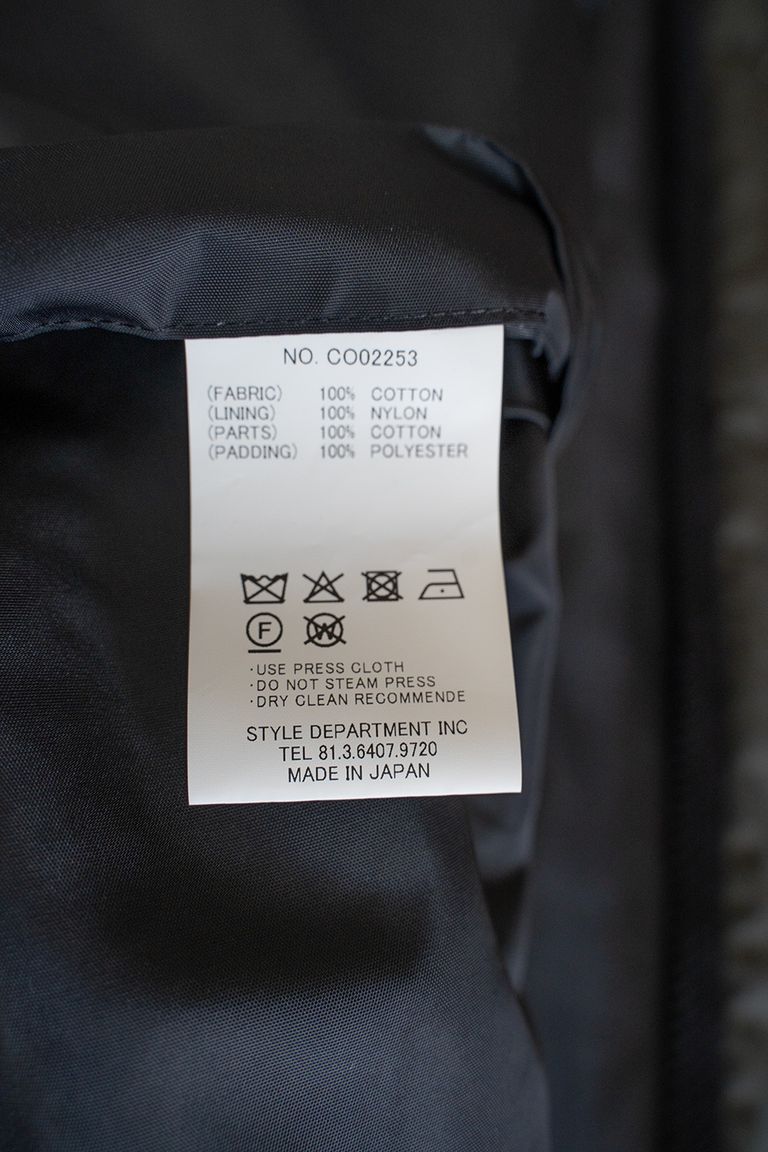 NO. CO02253
(FABRIC) 100% COTTON
(LINING) 100% NYLON
(PARTS) 100% COTTON
(PADDING) 100% POLYESTER
F W
·USE PRESS CLOTH
·DO NOT STEAM PRESS
·DRY CLEAN RECOMMENDE
STYLE DEPARTMENT INC
TEL 81.3.6407.9720
MADE IN JAPAN